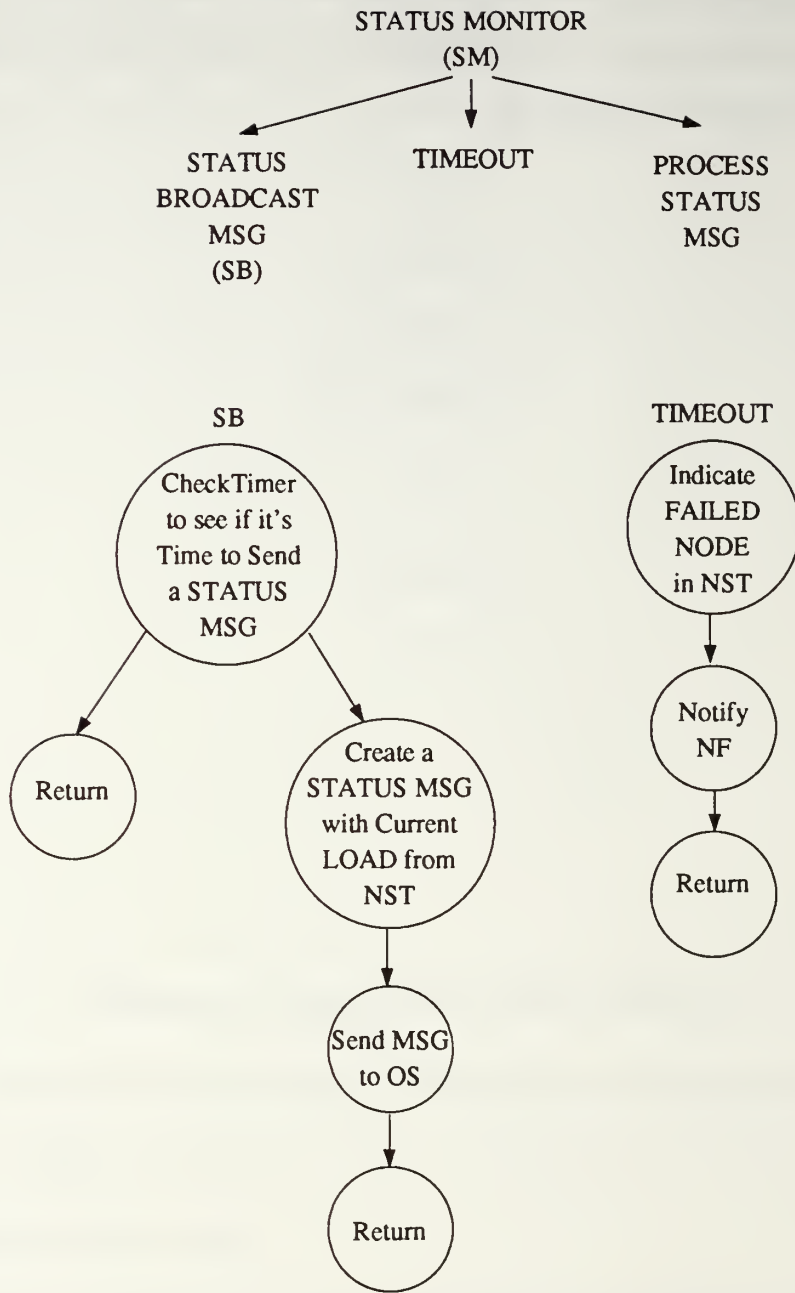 STATUS MONITOR
(SM)
STATUS
BROADCAST
MSG
(SB)
TIMEOUT
PROCESS
STATUS
MSG
SB
CheckTimer
to see if it's
Time to Send
a STATUS
MSG
Return
Create a
STATUS MSG
with Current
LOAD from
NST
Send MSG
to OS
Return
TIMEOUT
Indicate
FAILED
NODE
in NST
Notify
NF
Return